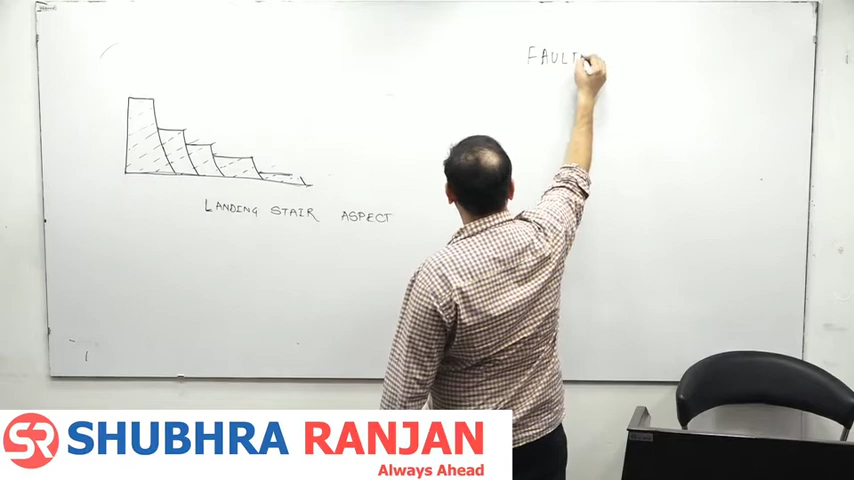 FAULT
LANDING STAIR ASPECT
SHUBHRA RANJAN
Always Ahead